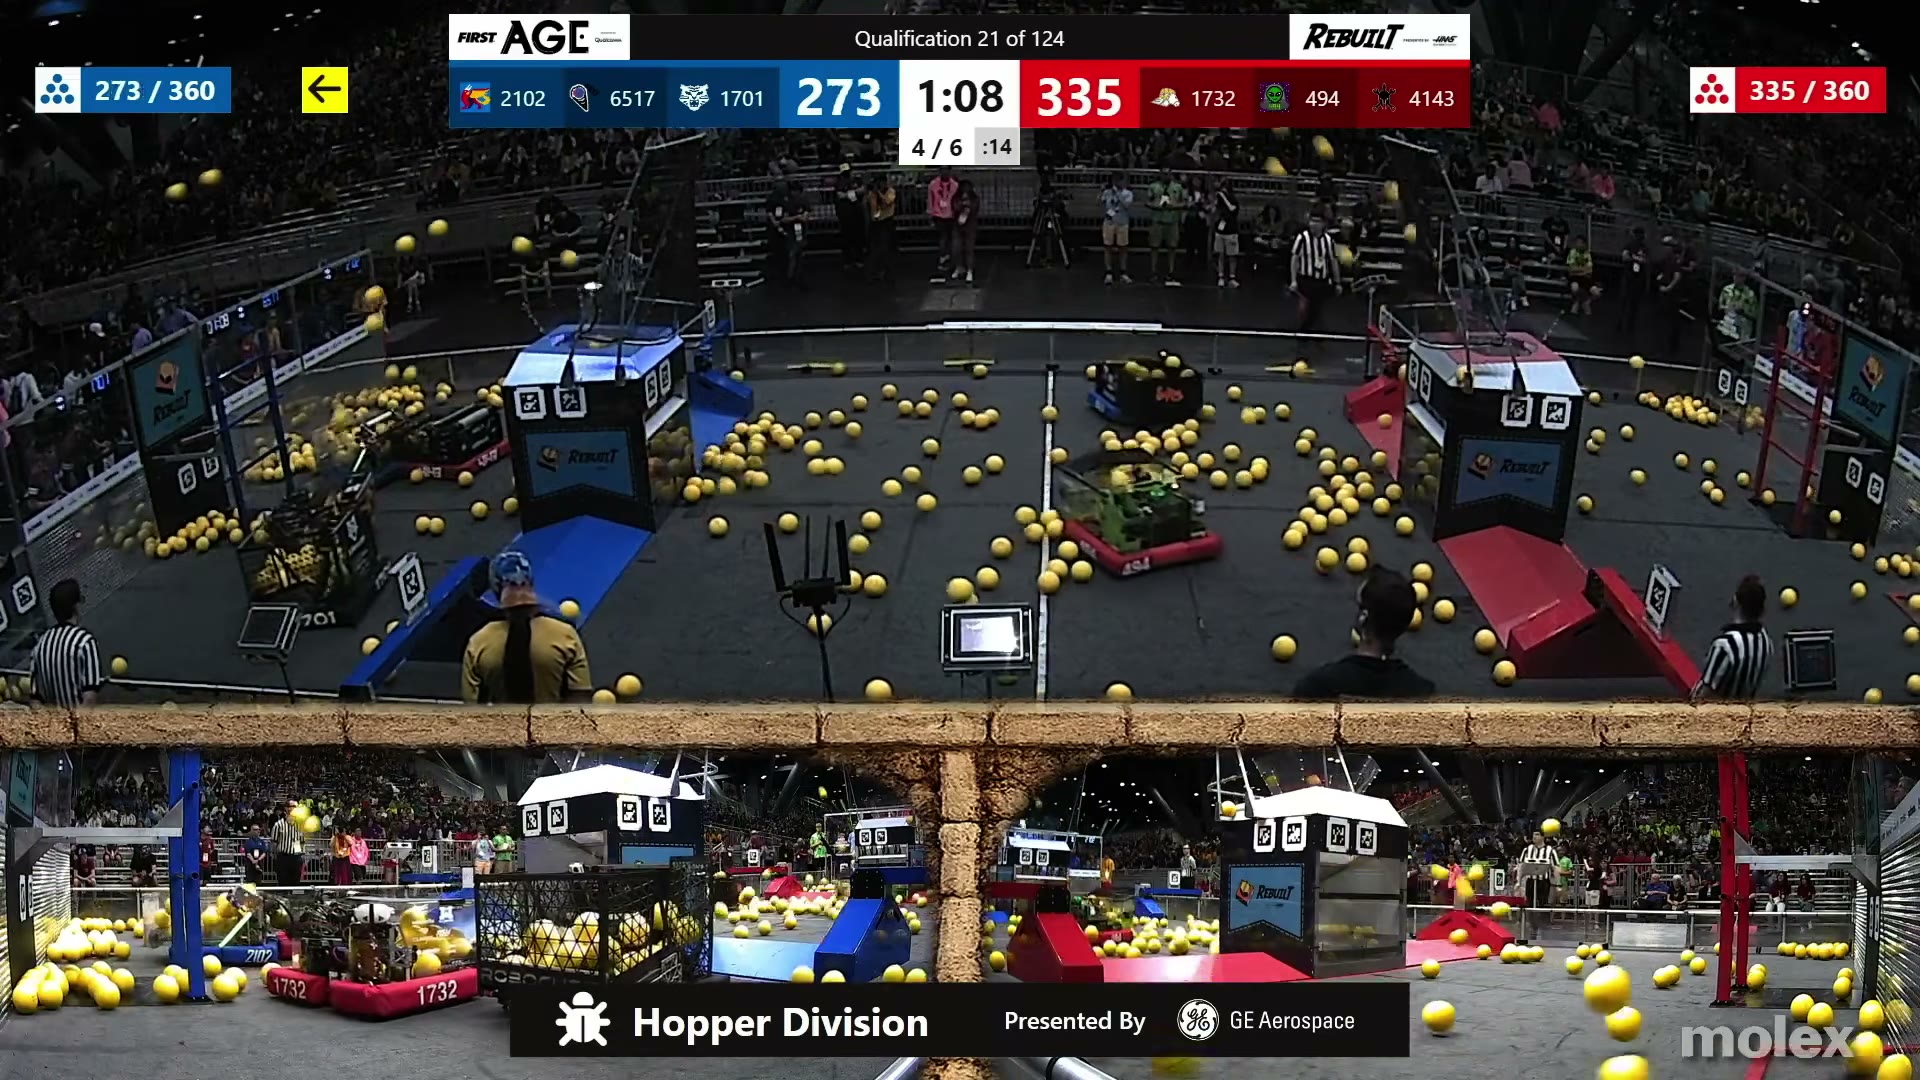 FIRST AGE
Qualification 21 of 124
REBUILT
273 / 360
2102
6517
1701
273
1:08
335
1732
494
4143
335 / 360
4 / 6
:14
REBUILT
REBUILT
REBUILT
REBUILT
494
701
2102
1732
1732
REBUILT
Hopper Division
Presented By
GE Aerospace
molex